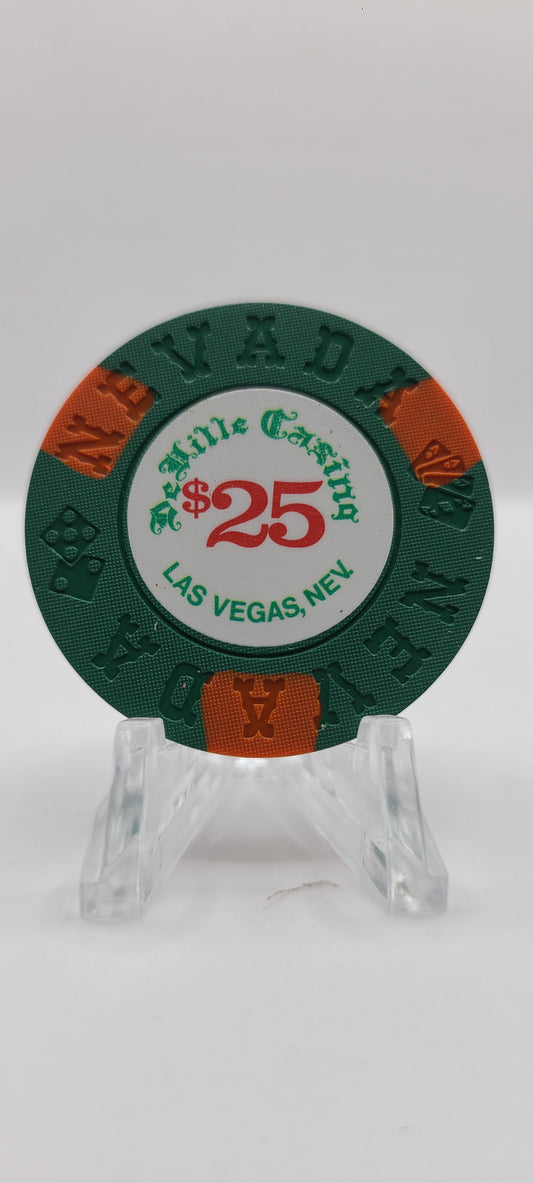 NEVADA
DeVille Casino
$25
LAS VEGAS, NEV.
NEVADA